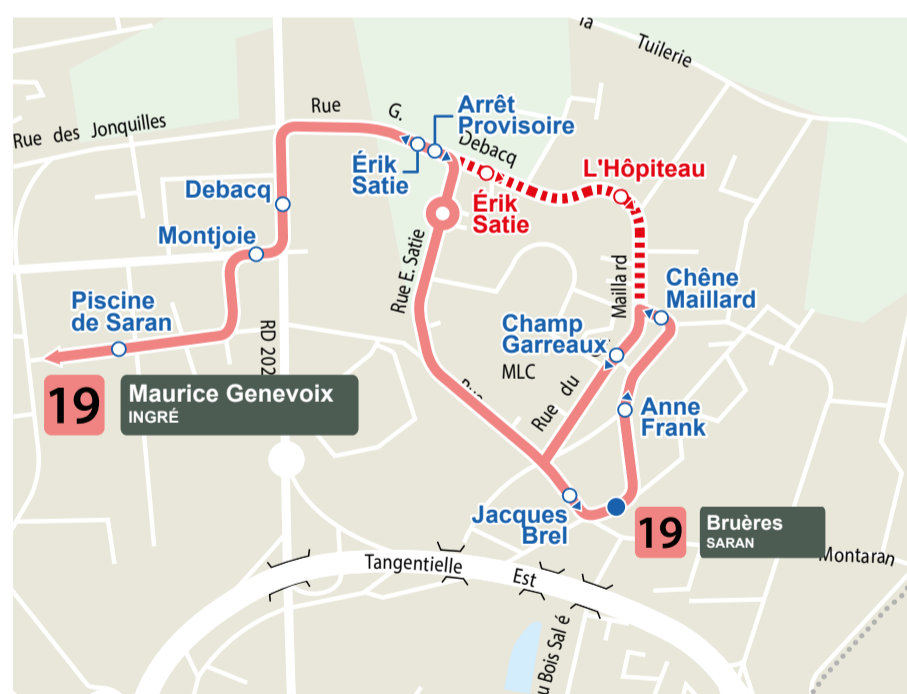 la
Tuilerie
Rue des Jonquilles
Rue G. Debacq
Arrêt
Provisoire
Érik
Satie
Érik
Satie
L'Hôpiteau
Debacq
Montjoie
Rue E. Satie
Maillard
Chêne
Maillard
Piscine
de Saran
RD 202
Champ
Garreaux
MLC
Rue du
19
Maurice Genevoix
INGRÉ
Anne
Frank
Jacques
Brel
19
Bruères
SARAN
Montaran
Tangentielle Est
u Bois Sal é